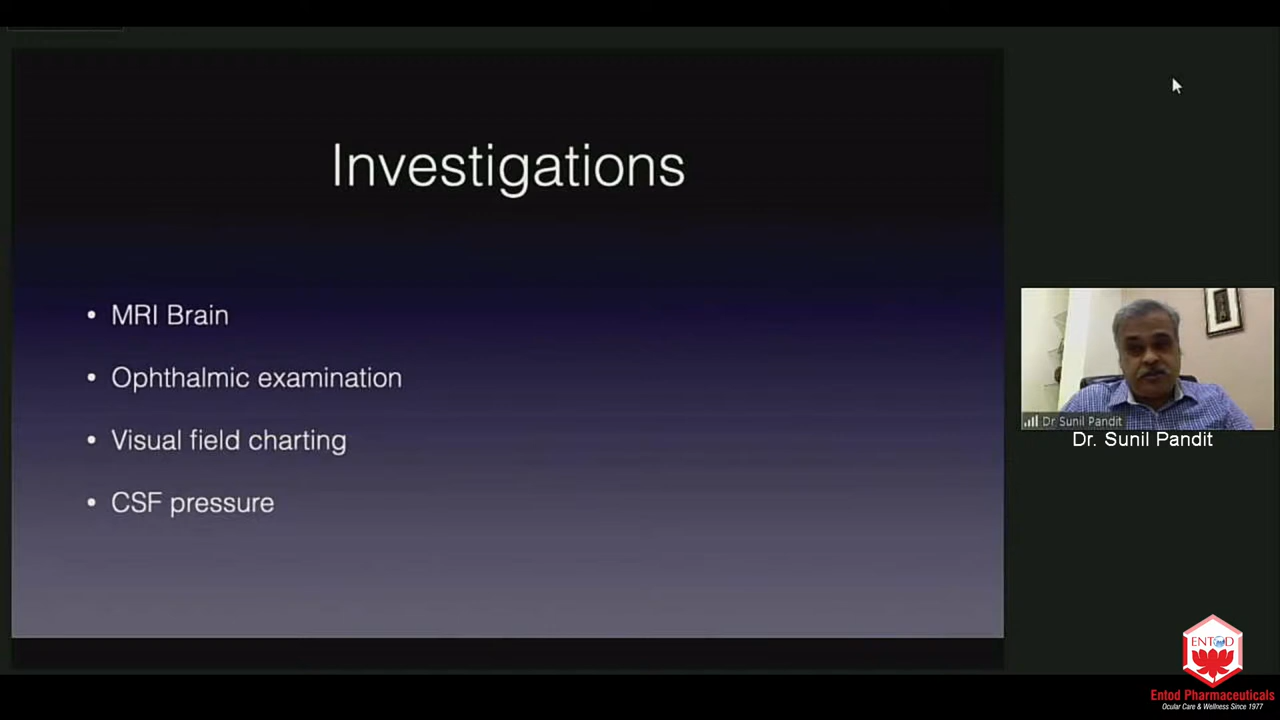 Investigations
• MRI Brain
• Ophthalmic examination
• Visual field charting
• CSF pressure
Dr Sunil Pandit
Dr. Sunil Pandit
ENTOD
Entod Pharmaceuticals
Ocular Care & Wellness Since 1977